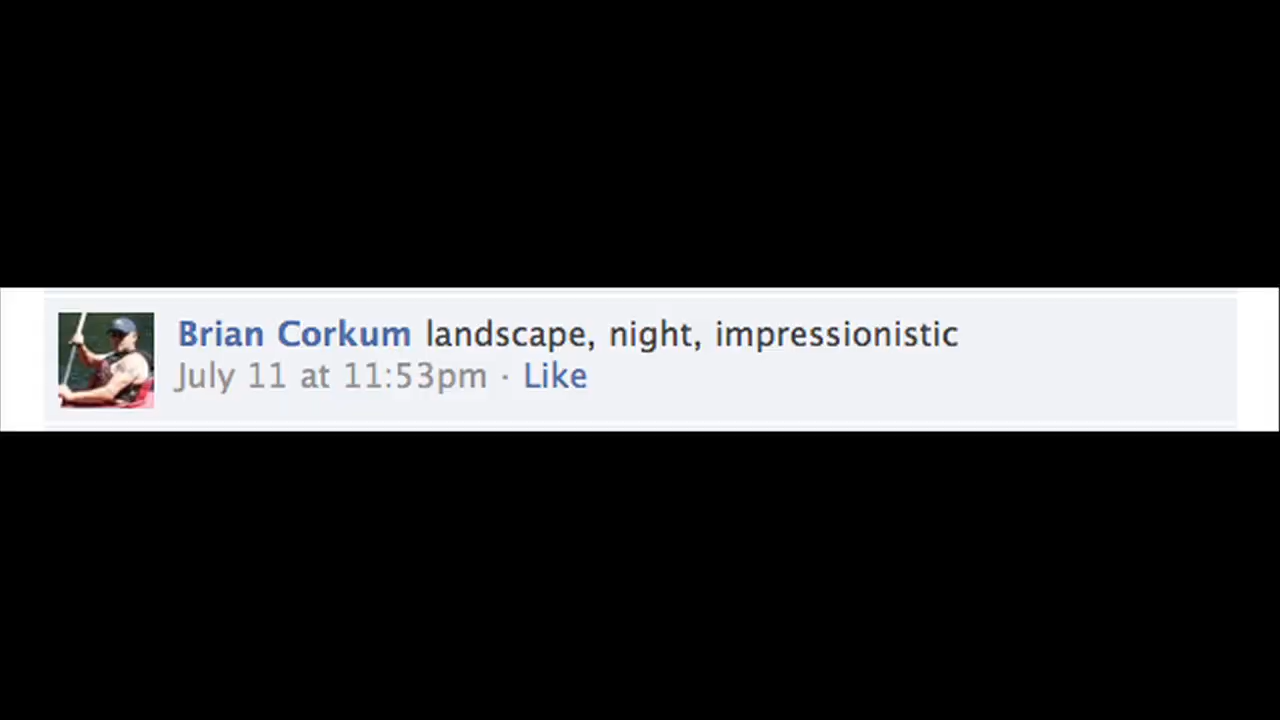 Brian Corkum landscape, night, impressionistic
July 11 at 11:53pm · Like